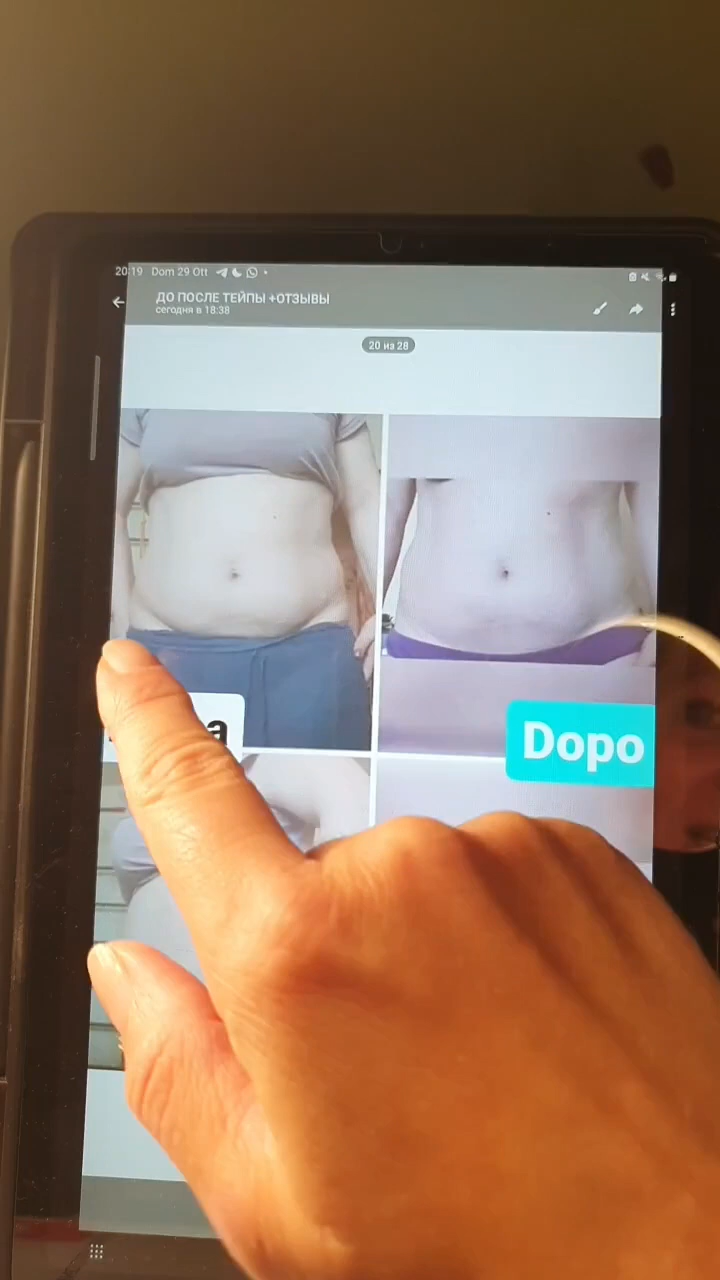 20:19 Dom 29 Ott
ДО ПОСЛЕ ТЕЙПЫ +ОТЗЫВЫ
сегодня в 18:38
20 из 28
Dopo